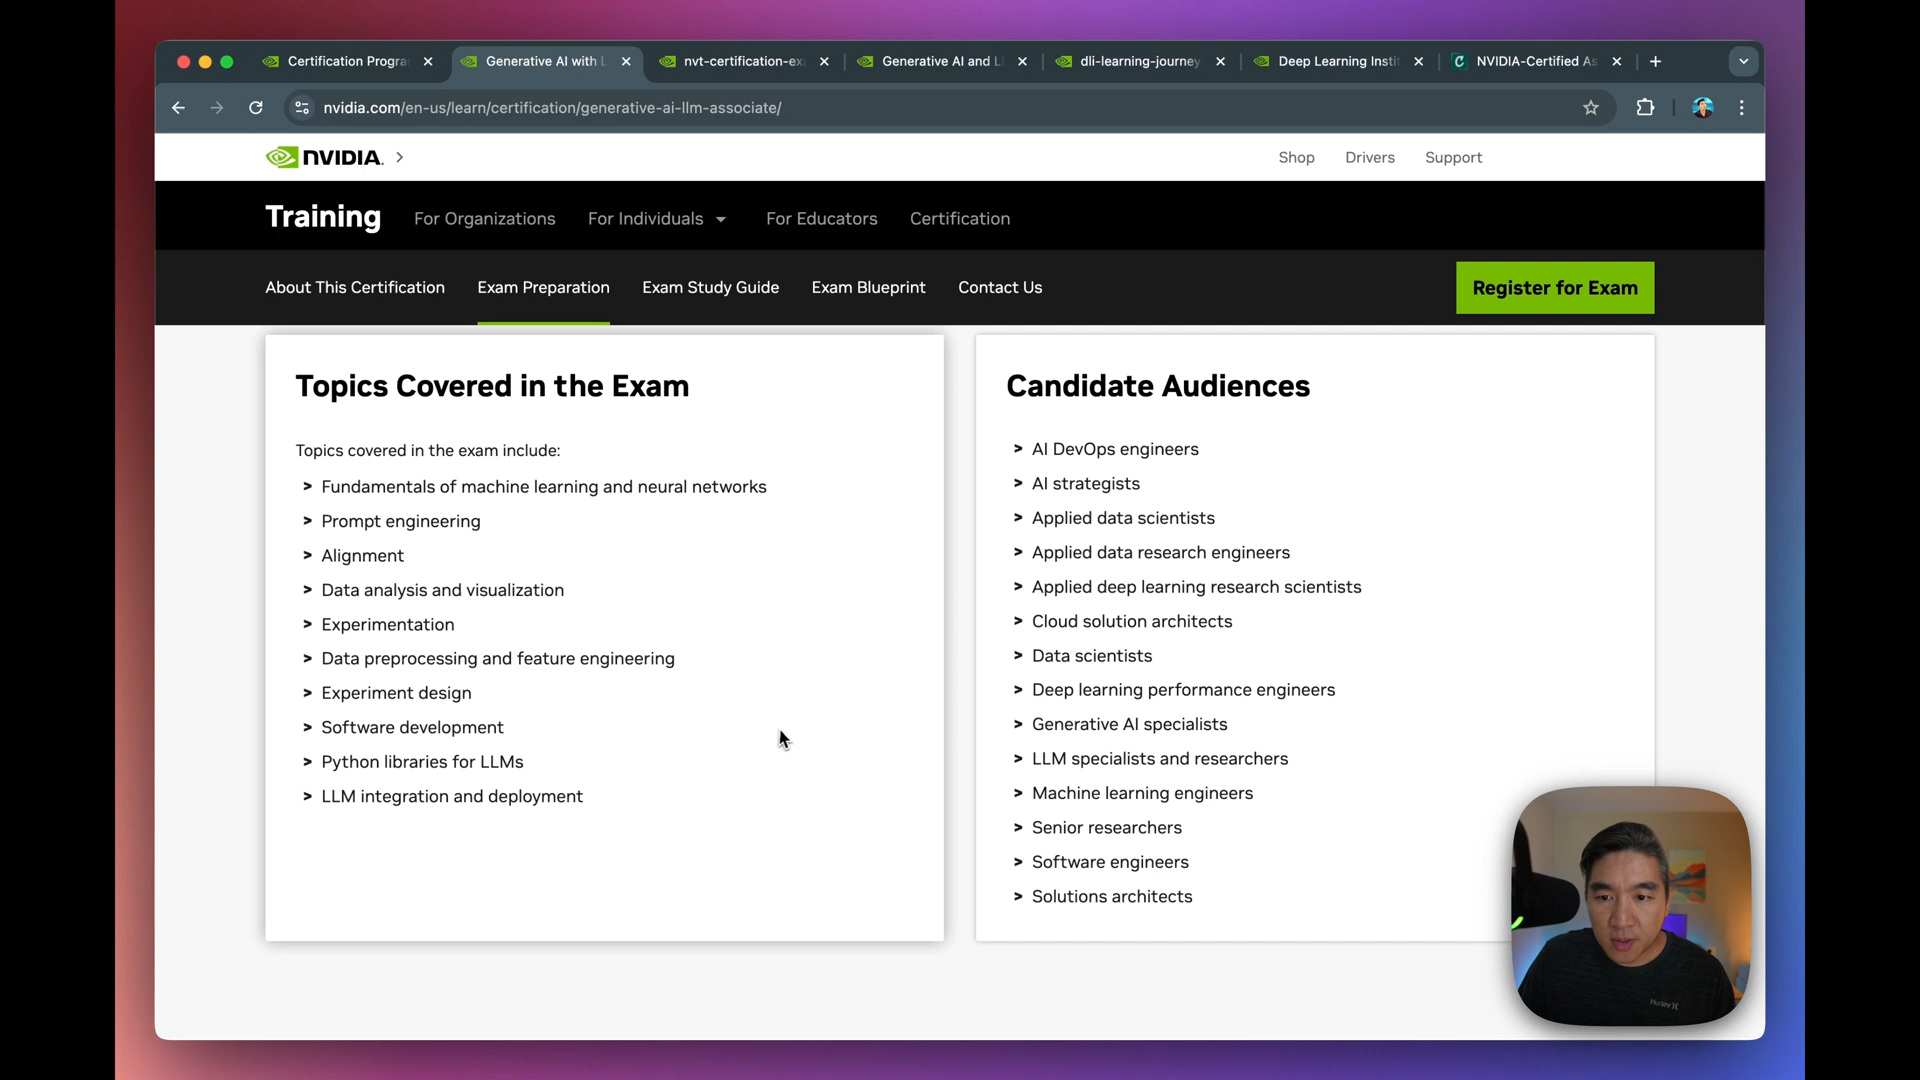 Certification Progra
Generative AI with L
nvt-certification-exa
Generative AI and L
dli-learning-journey
Deep Learning Instit
NVIDIA-Certified As
nvidia.com/en-us/learn/certification/generative-ai-llm-associate/
NVIDIA.
Shop
Drivers
Support
Training
For Organizations
For Individuals
For Educators
Certification
About This Certification
Exam Preparation
Exam Study Guide
Exam Blueprint
Contact Us
Register for Exam
Topics Covered in the Exam
Topics covered in the exam include:
> Fundamentals of machine learning and neural networks
> Prompt engineering
> Alignment
> Data analysis and visualization
> Experimentation
> Data preprocessing and feature engineering
> Experiment design
> Software development
> Python libraries for LLMs
> LLM integration and deployment
Candidate Audiences
> AI DevOps engineers
> AI strategists
> Applied data scientists
> Applied data research engineers
> Applied deep learning research scientists
> Cloud solution architects
> Data scientists
> Deep learning performance engineers
> Generative AI specialists
> LLM specialists and researchers
> Machine learning engineers
> Senior researchers
> Software engineers
> Solutions architects
Hurley